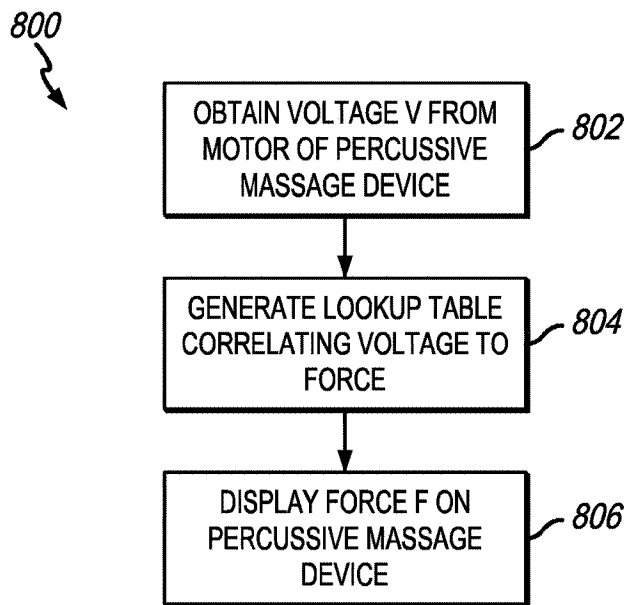 800
OBTAIN VOLTAGE V FROM
MOTOR OF PERCUSSIVE
MASSAGE DEVICE
802
GENERATE LOOKUP TABLE
CORRELATING VOLTAGE TO
FORCE
804
DISPLAY FORCE F ON
PERCUSSIVE MASSAGE
DEVICE
806